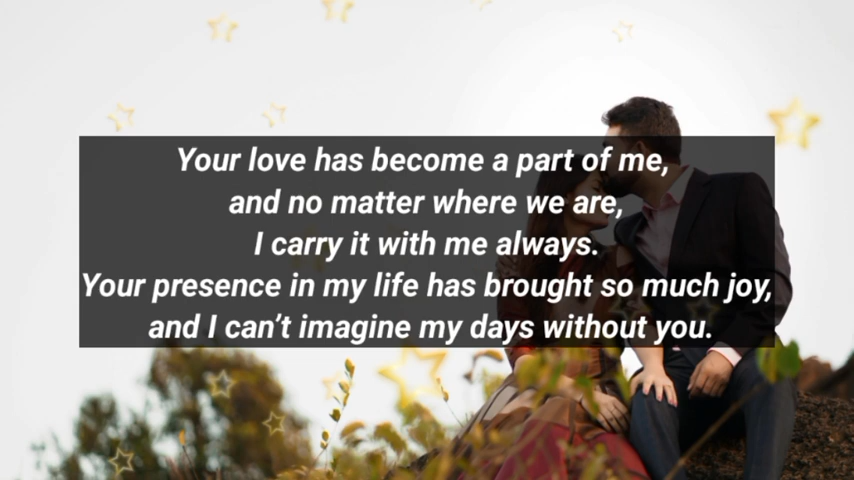 Your love has become a part of me,
and no matter where we are,
I carry it with me always.
Your presence in my life has brought so much joy,
and I can’t imagine my days without you.